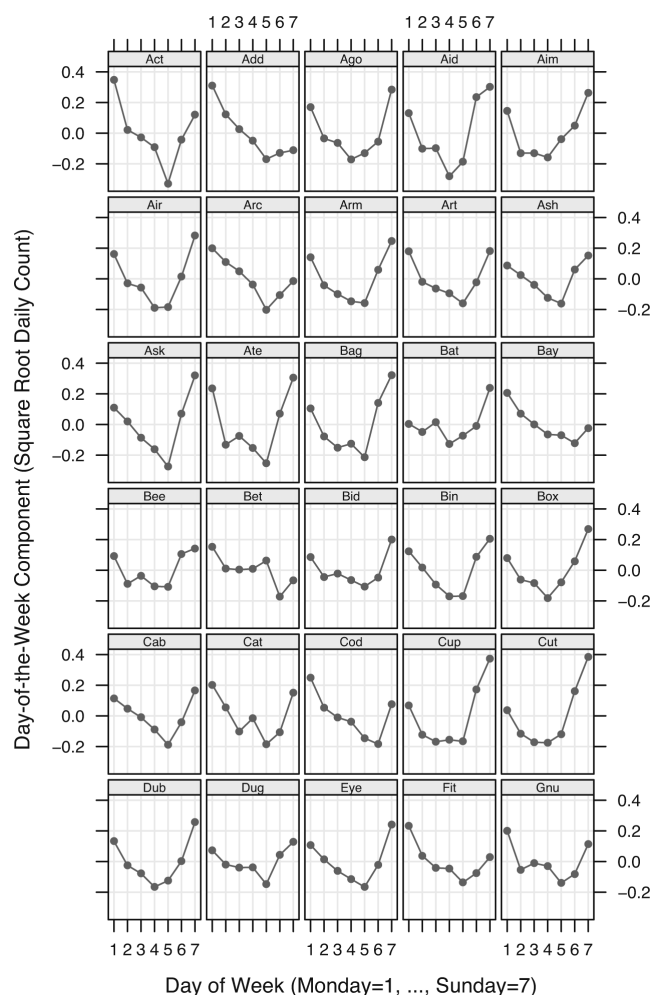 1 2 3 4 5 6 7 1 2 3 4 5 6 7
Act Add Ago Aid Aim
0.4
0.2
0.0
−0.2
Air Arc Arm Art Ash
0.4
0.2
0.0
−0.2
Ask Ate Bag Bat Bay
0.4
0.2
0.0
−0.2
Bee Bet Bid Bin Box
0.4
0.2
0.0
−0.2
Cab Cat Cod Cup Cut
0.4
0.2
0.0
−0.2
Dub Dug Eye Fit Gnu
0.4
0.2
0.0
−0.2
1 2 3 4 5 6 7 1 2 3 4 5 6 7 1 2 3 4 5 6 7
Day-of-the-Week Component (Square Root Daily Count)
Day of Week (Monday=1, ..., Sunday=7)